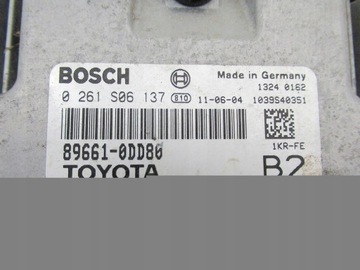 BOSCH
Made in Germany
1324 0162
0 261 S06 137 810 11-06-04 1039S40351
1KR-FE
89661-0DD80
TOYOTA B2